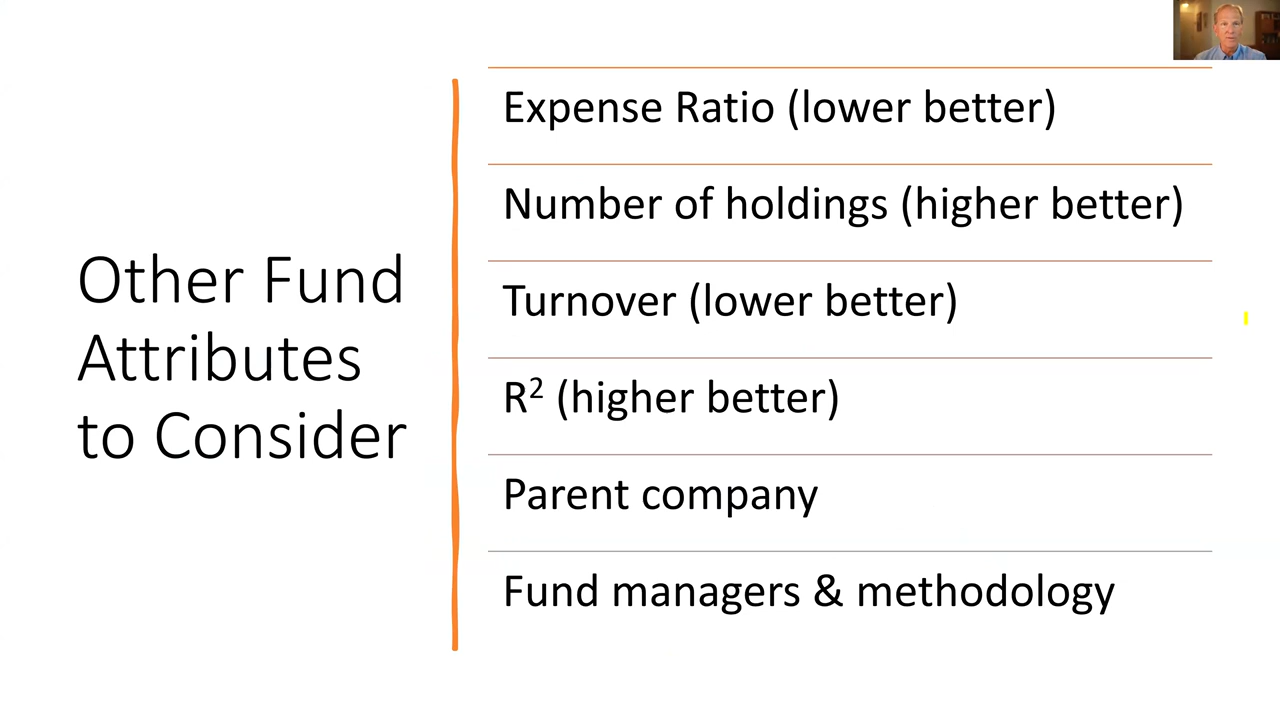 Other Fund
Attributes
to Consider
Expense Ratio (lower better)
Number of holdings (higher better)
Turnover (lower better)
R² (higher better)
Parent company
Fund managers & methodology